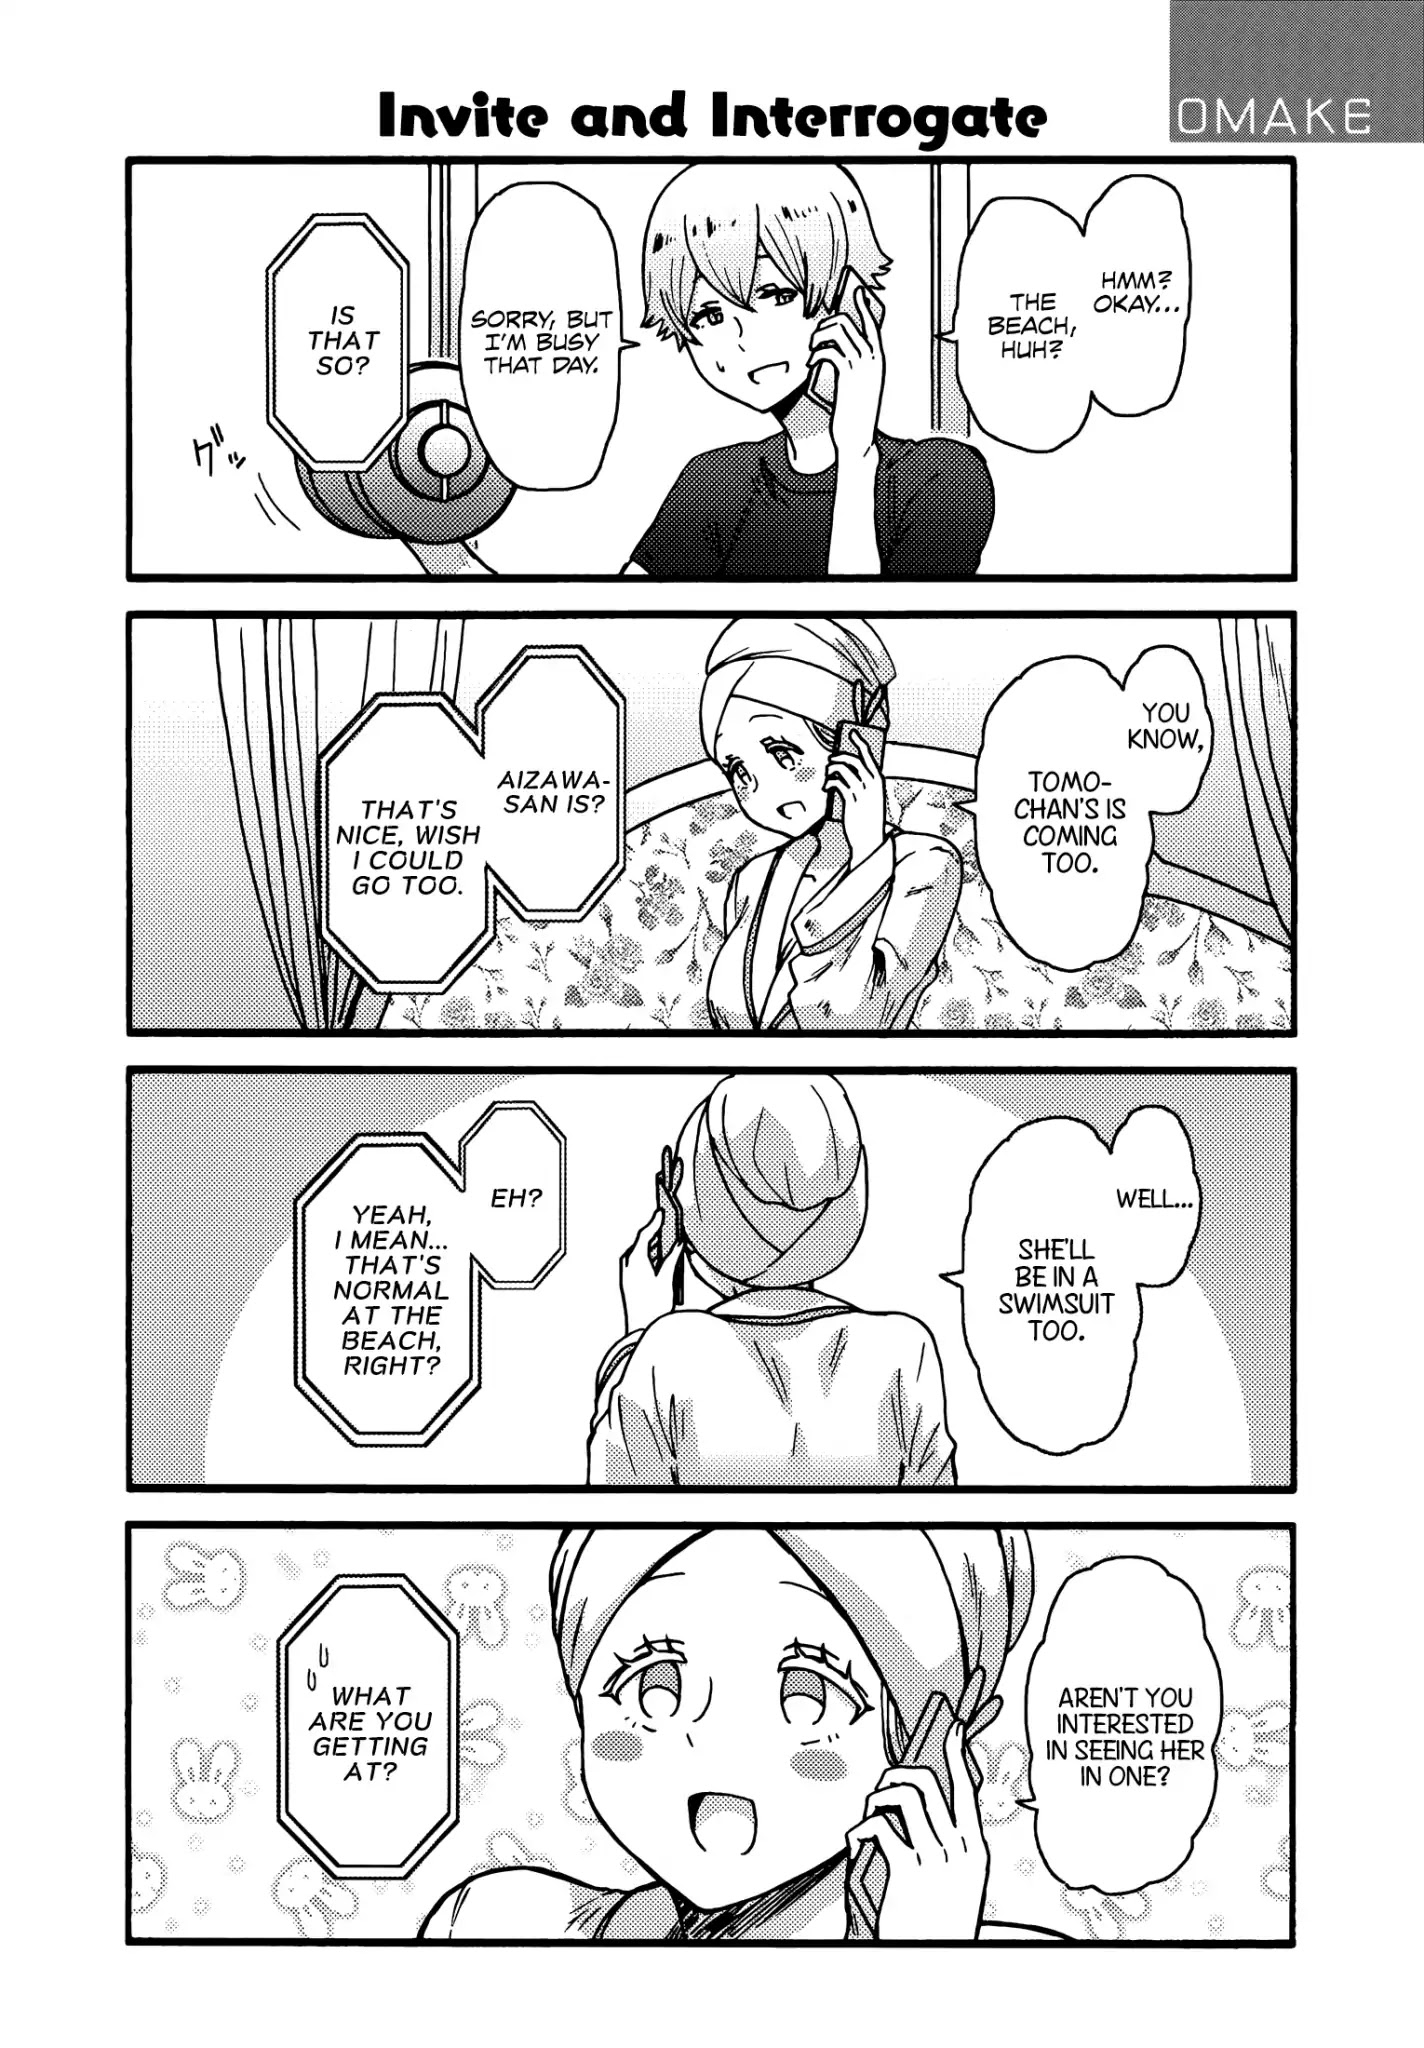 OMAKE
Invite and Interrogate
HMM?
OKAY...
THE
BEACH,
HUH?
SORRY, BUT
I'M BUSY
THAT DAY.
IS
THAT
SO?
グッ
YOU
KNOW,
TOMO-
CHAN'S IS
COMING
TOO.
AIZAWA-
SAN IS?
THAT'S
NICE, WISH
I COULD
GO TOO.
WELL...
SHE'LL
BE IN A
SWIMSUIT
TOO.
EH?
YEAH,
I MEAN...
THAT'S
NORMAL
AT THE
BEACH,
RIGHT?
AREN'T YOU
INTERESTED
IN SEEING HER
IN ONE?
WHAT
ARE YOU
GETTING
AT?